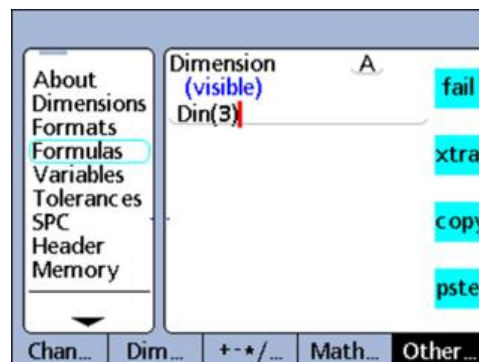 About
Dimensions
Formats
Formulas
Variables
Tolerances
SPC
Header
Memory
Dimension A
(visible)
Din(3)
fail
xtra
copy
pste
Chan... Dim... +-*/... Math... Other...